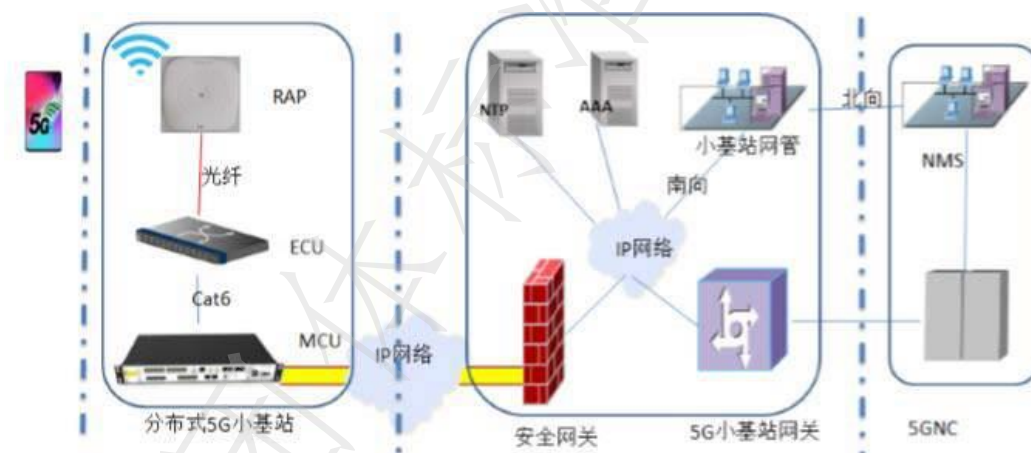 5G
RAP
光纤
ECU
Cat6
MCU
分布式5G小基站
IP网络
NTP
AAA
小基站网管
南向
IP网络
安全网关
5G小基站网关
北向
NMS
5GNC